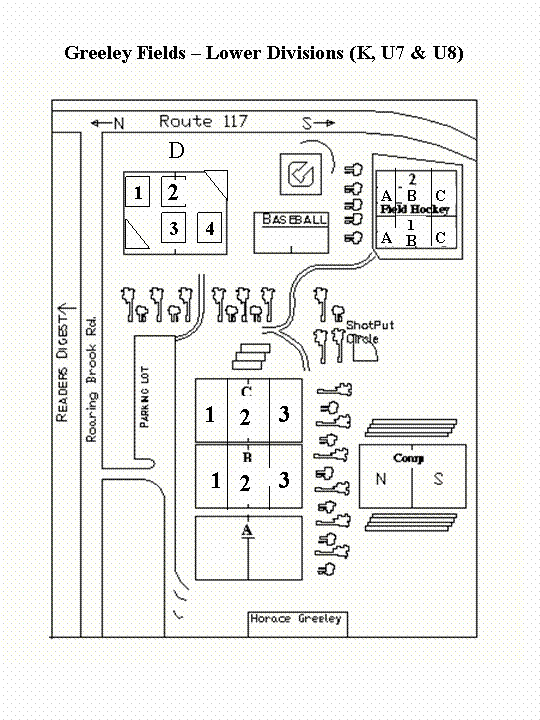 Greeley Fields – Lower Divisions (K, U7 & U8)
N Route 117 S
D
1 2
3 4
BASEBALL
2
A B C
Field Hockey
1
A B C
ShotPut
Circle
READERS DIGEST
Roaring Brook Rd.
PARKING LOT
C
1 2 3
B
1 2 3
A
Comp
N S
Horace Greeley